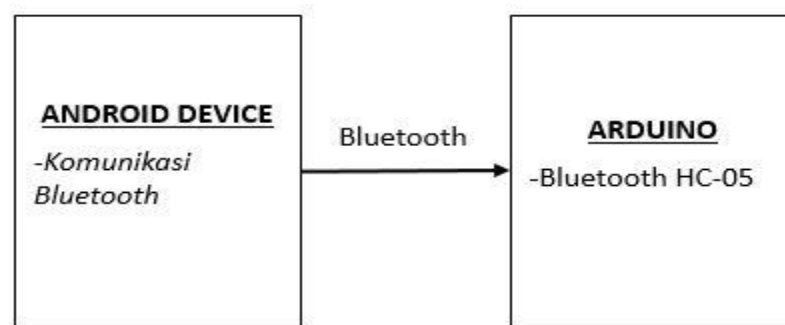 ANDROID DEVICE
-Komunikasi
Bluetooth
Bluetooth
ARDUINO
-Bluetooth HC-05